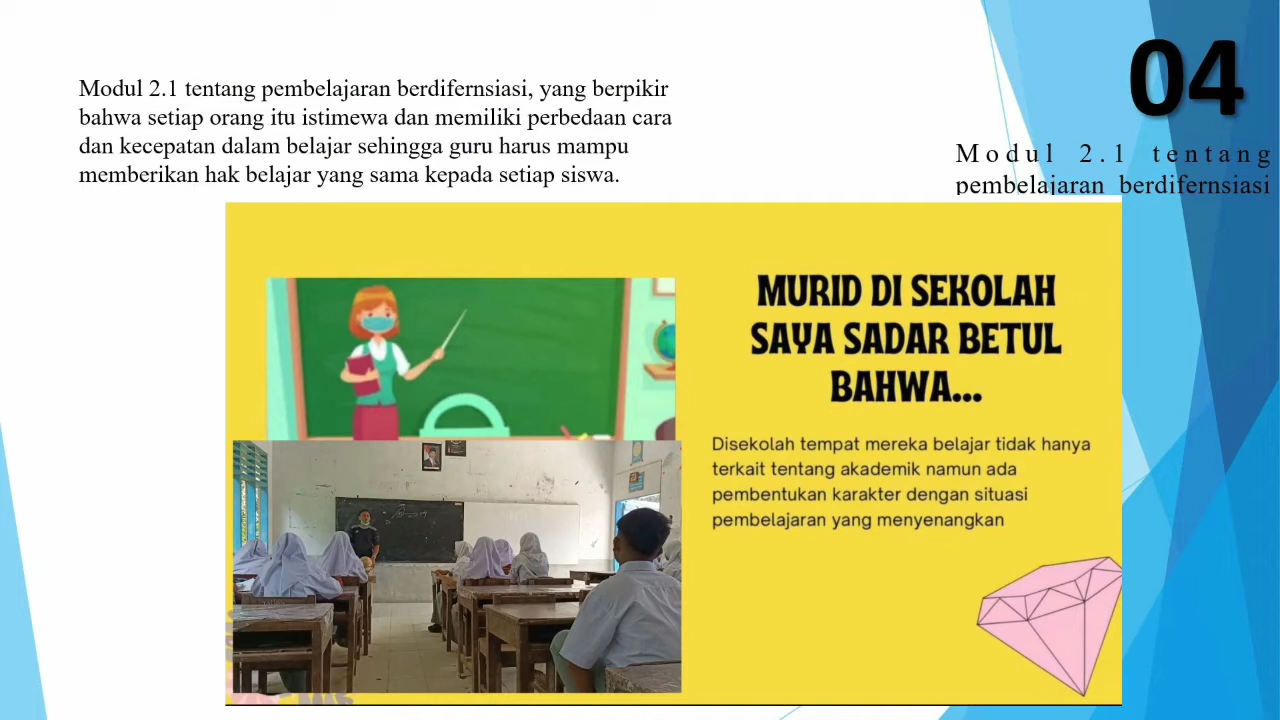 04
Modul 2.1 tentang pembelajaran berdifernsiasi, yang berpikir
bahwa setiap orang itu istimewa dan memiliki perbedaan cara
dan kecepatan dalam belajar sehingga guru harus mampu
memberikan hak belajar yang sama kepada setiap siswa.
Modul 2.1 tentang
pembelajaran berdifernsiasi
MURID DI SEKOLAH
SAYA SADAR BETUL
BAHWA...
Disekolah tempat mereka belajar tidak hanya
terkait tentang akademik namun ada
pembentukan karakter dengan situasi
pembelajaran yang menyenangkan